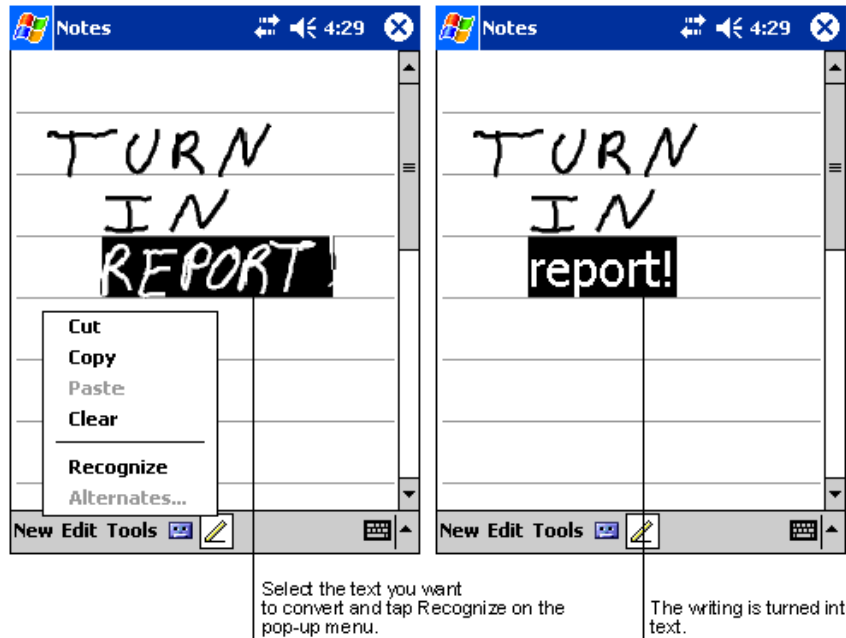 Notes 4:29
TURN
IN
REPORT!
Cut
Copy
Paste
Clear
Recognize
Alternates...
New Edit Tools
Select the text you want
to convert and tap Recognize on the
pop-up menu.
Notes 4:29
TURN
IN
report!
New Edit Tools
The writing is turned int
text.